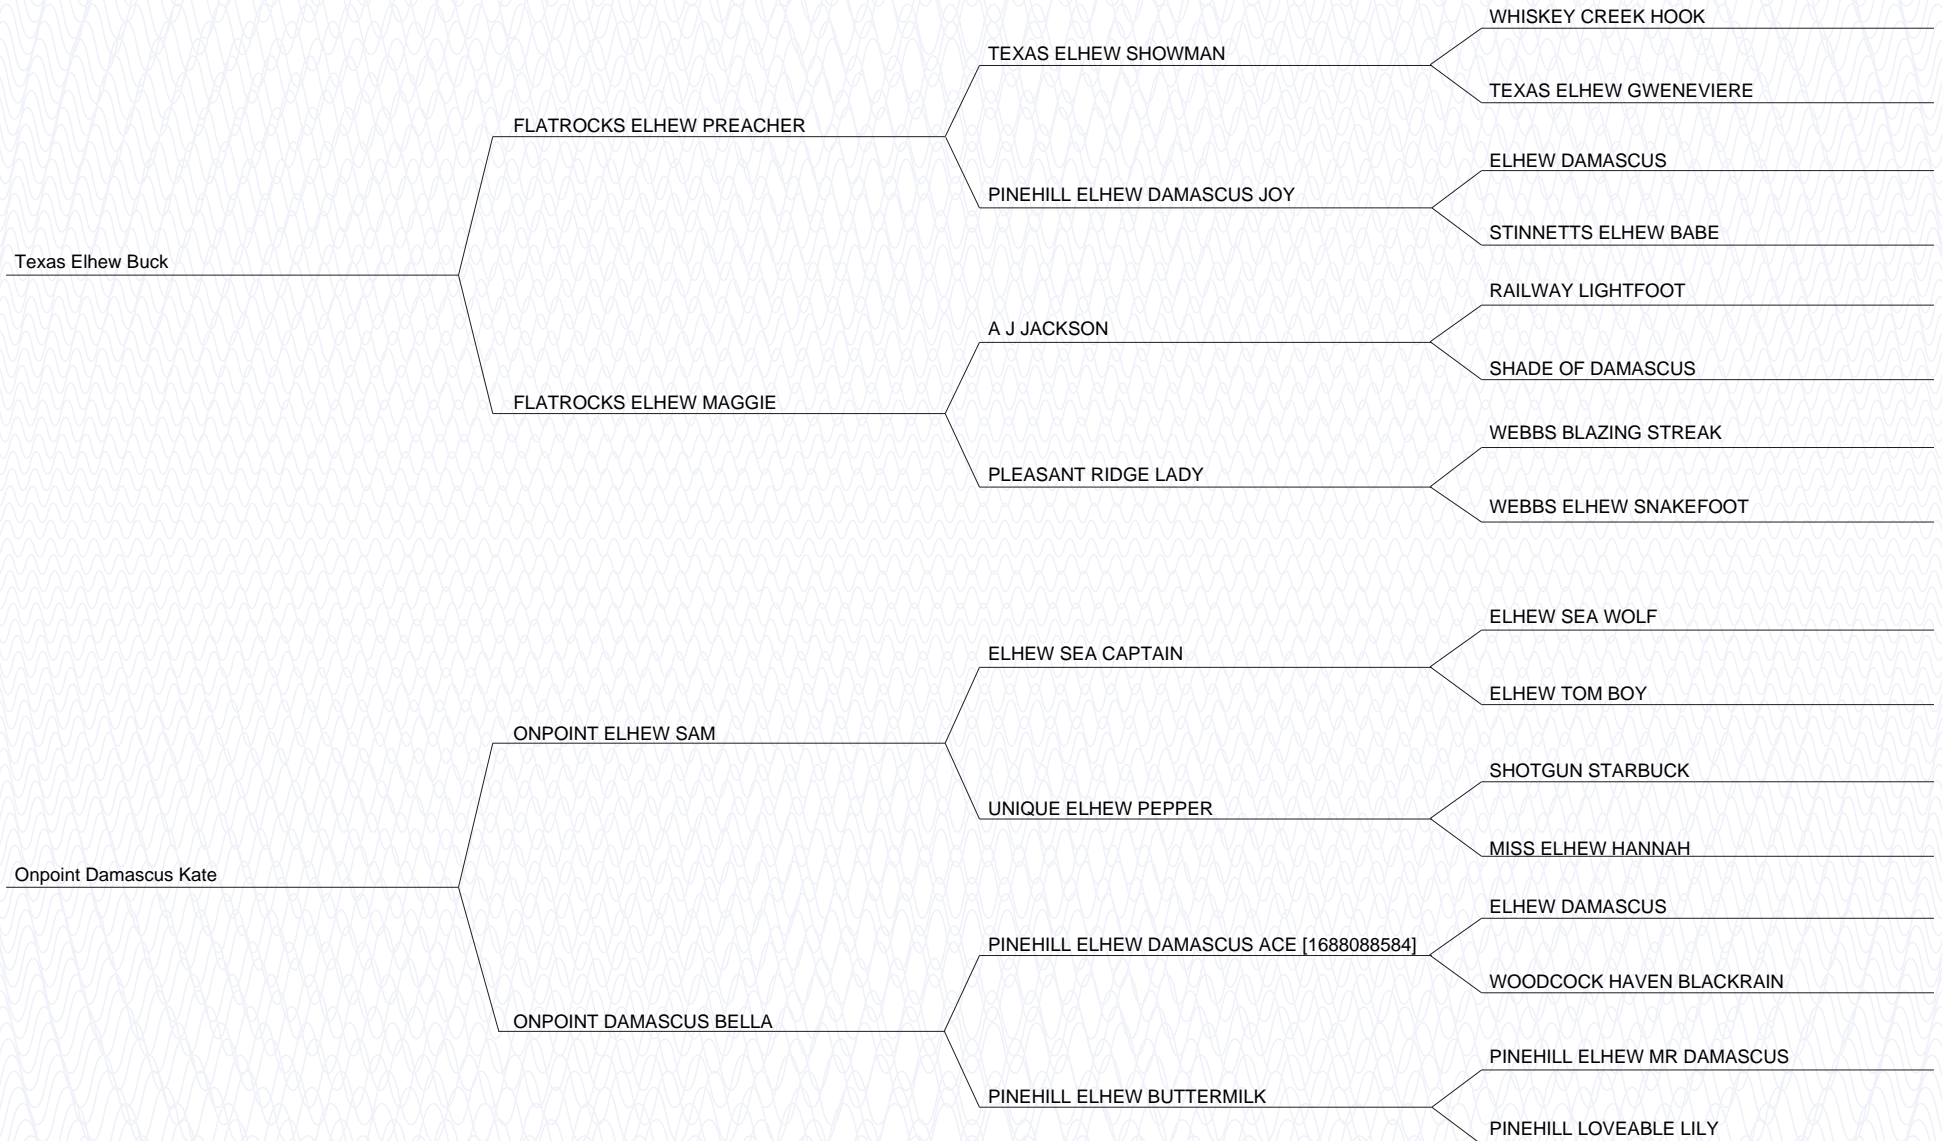 WHISKEY CREEK HOOK
TEXAS ELHEW SHOWMAN
TEXAS ELHEW GWENEVIERE
FLATROCKS ELHEW PREACHER
ELHEW DAMASCUS
PINEHILL ELHEW DAMASCUS JOY
STINNETTS ELHEW BABE
Texas Elhew Buck
RAILWAY LIGHTFOOT
A J JACKSON
SHADE OF DAMASCUS
FLATROCKS ELHEW MAGGIE
WEBBS BLAZING STREAK
PLEASANT RIDGE LADY
WEBBS ELHEW SNAKEFOOT
ELHEW SEA WOLF
ELHEW SEA CAPTAIN
ELHEW TOM BOY
ONPOINT ELHEW SAM
SHOTGUN STARBUCK
UNIQUE ELHEW PEPPER
MISS ELHEW HANNAH
Onpoint Damascus Kate
ELHEW DAMASCUS
PINEHILL ELHEW DAMASCUS ACE [1688088584]
WOODCOCK HAVEN BLACKRAIN
ONPOINT DAMASCUS BELLA
PINEHILL ELHEW MR DAMASCUS
PINEHILL ELHEW BUTTERMILK
PINEHILL LOVEABLE LILY